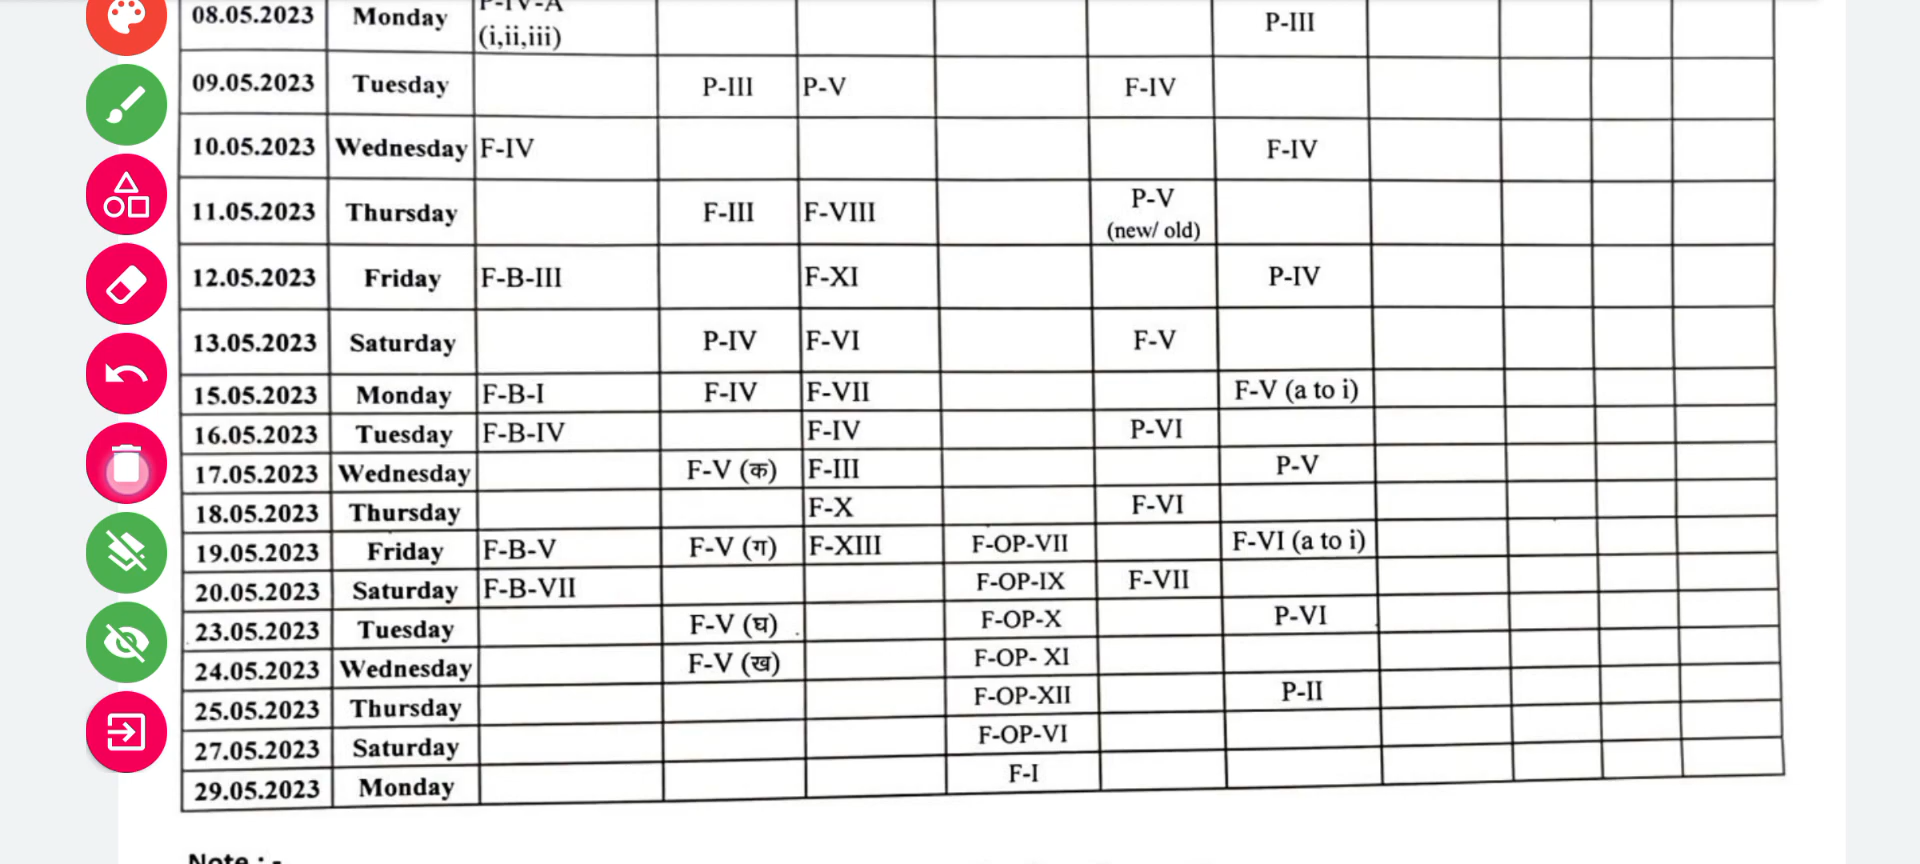 08.05.2023 Monday P-IV-A (i,ii,iii) P-III
09.05.2023 Tuesday P-III P-V F-IV
10.05.2023 Wednesday F-IV F-IV
11.05.2023 Thursday F-III F-VIII P-V (new/ old)
12.05.2023 Friday F-B-III F-XI P-IV
13.05.2023 Saturday P-IV F-VI F-V
15.05.2023 Monday F-B-I F-IV F-VII F-V (a to i)
16.05.2023 Tuesday F-B-IV F-IV P-VI
17.05.2023 Wednesday F-V (क) F-III P-V
18.05.2023 Thursday F-X F-VI
19.05.2023 Friday F-B-V F-V (ग) F-XIII F-OP-VII F-VI (a to i)
20.05.2023 Saturday F-B-VII F-OP-IX F-VII
23.05.2023 Tuesday F-V (घ) F-OP-X P-VI
24.05.2023 Wednesday F-V (ख) F-OP- XI
25.05.2023 Thursday F-OP-XII P-II
27.05.2023 Saturday F-OP-VI
29.05.2023 Monday F-I
Note : -